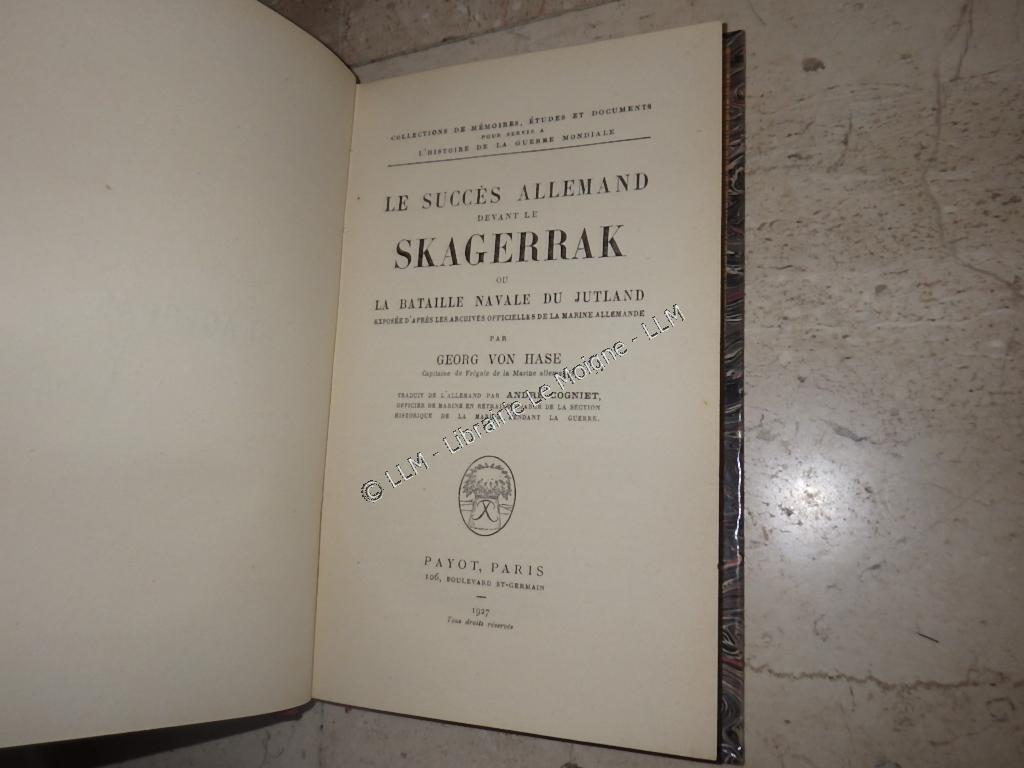 COLLECTIONS DE MÉMOIRES, ÉTUDES ET DOCUMENTS
POUR SERVIR A
L'HISTOIRE DE LA GUERRE MONDIALE
LE SUCCÈS ALLEMAND
DEVANT LE
SKAGERRAK
OU
LA BATAILLE NAVALE DU JUTLAND
EXPOSÉE D'APRÈS LES ARCHIVES OFFICIELLES DE LA MARINE ALLEMANDE
PAR
GEORG VON HASE
Capitaine de Frégate de la Marine
TRADUIT DE L'ALLEMAND PAR ANDRÉ COGNIET,
OFFICIER DE MARINE EN DE LA SECTION
HISTORIQUE DE LA PENDANT LA GUERRE.
PAYOT, PARIS
106, BOULEVARD ST-GERMAIN
1927
Tous droits réservés
© LLM - Librairie Le Moigne - LLM